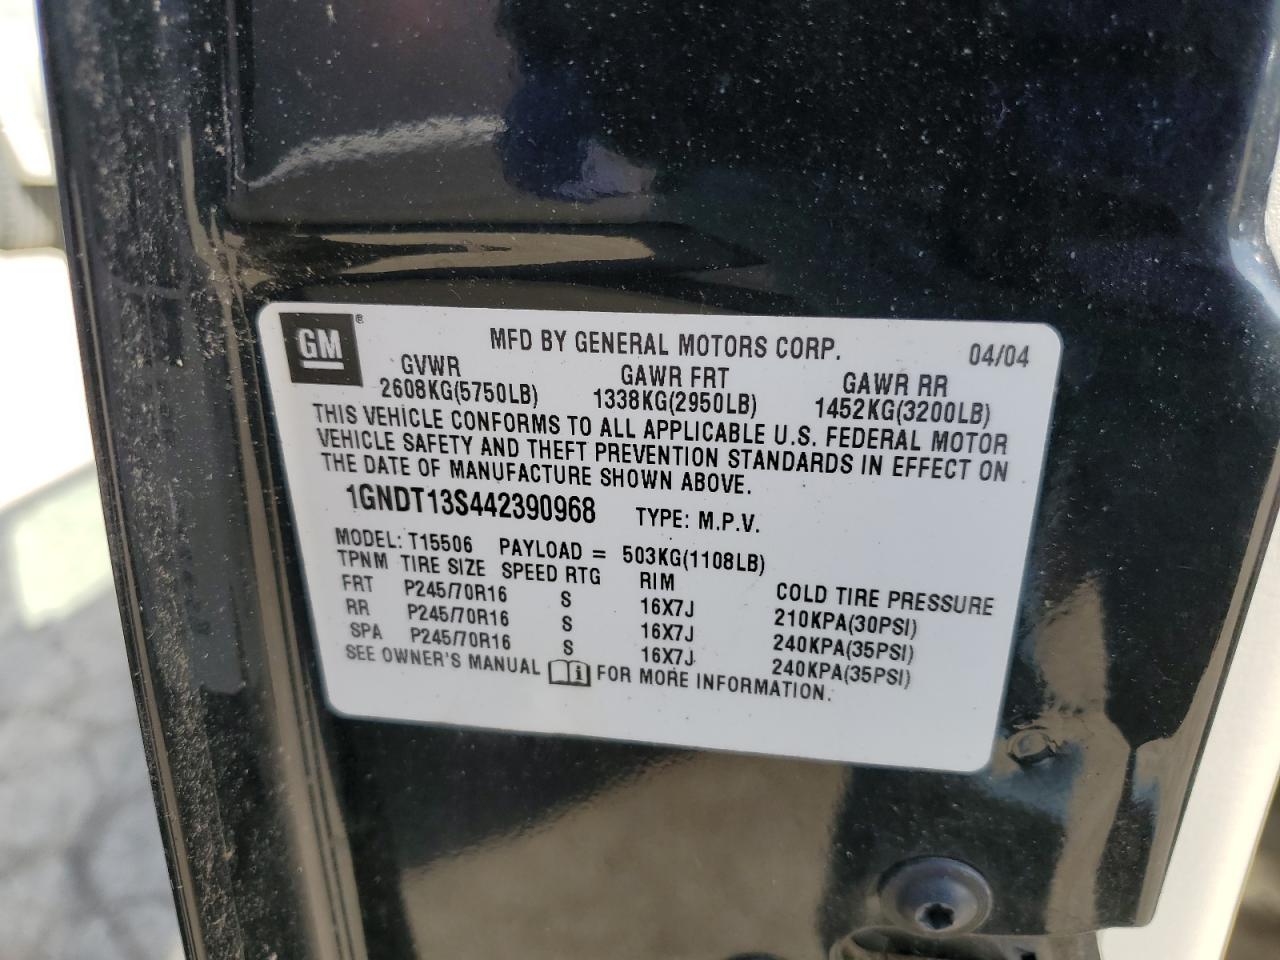 GM® MFD BY GENERAL MOTORS CORP. 04/04
GVWR GAWR FRT GAWR RR
2608KG(5750LB) 1338KG(2950LB) 1452KG(3200LB)
THIS VEHICLE CONFORMS TO ALL APPLICABLE U.S. FEDERAL MOTOR
VEHICLE SAFETY AND THEFT PREVENTION STANDARDS IN EFFECT ON
THE DATE OF MANUFACTURE SHOWN ABOVE.
1GNDT13S442390968 TYPE: M.P.V.
MODEL: T15506 PAYLOAD = 503KG(1108LB)
TPNM TIRE SIZE SPEED RTG RIM COLD TIRE PRESSURE
FRT P245/70R16 S 16X7J 210KPA(30PSI)
RR P245/70R16 S 16X7J 240KPA(35PSI)
SPA P245/70R16 S 16X7J 240KPA(35PSI)
SEE OWNER'S MANUAL FOR MORE INFORMATION.